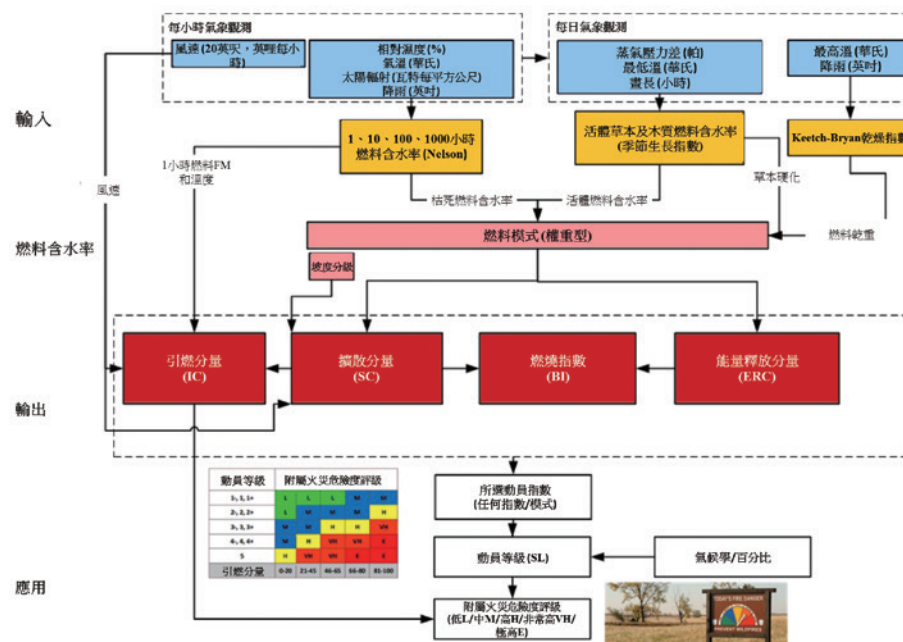 每小時氣象觀測
每日氣象觀測
風速(20英呎，英哩每小
時)
相對濕度(%)
氣溫(華氏)
太陽輻射(瓦特每平方公尺)
降雨(英吋)
蒸氣壓力差(帕)
最低溫(華氏)
晝長(小時)
最高溫(華氏)
降雨(英吋)
輸入
1、10、100、1000小時
燃料含水率(Nelson)
活體草本及木質燃料含水率
(季節生長指數)
Keetch-Bryan乾燥指數
1小時燃料FM
和溫度
風速
枯死燃料含水率
活體燃料含水率
草本硬化
燃料乾重
燃料含水率
燃料模式(權重型)
坡度分級
引燃分量
(IC)
擴散分量
(SC)
燃燒指數
(BI)
能量釋放分量
(ERC)
輸出
動員等級
附屬火災危險度評級
1-, 1, 1+
L L L M M
2-, 2, 2+
L M M M H
3-, 3, 3+
M M H H VH
4-, 4, 4+
M H VH VH E
5
H VH VH E E
引燃分量
0-20 21-45 46-65 66-80 81-100
所選動員指數
(任何指數/模式)
動員等級(SL)
氣候學/百分比
應用
附屬火災危險度評級
(低L/中M/高H/非常高VH/
極高E)
TODAY'S FIRE DANGER
PREVENT WILDFIRES